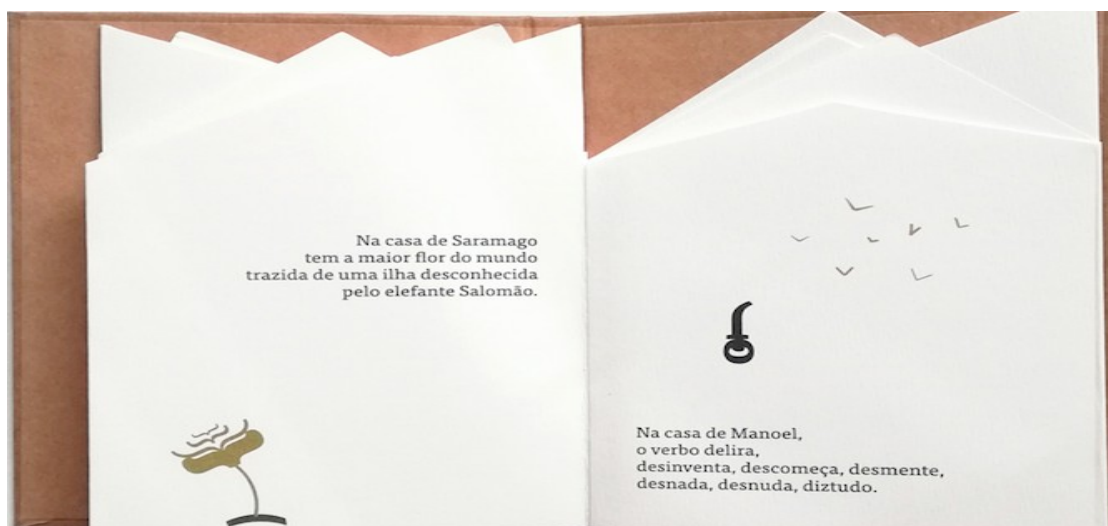 Na casa de Saramago
tem a maior flor do mundo
trazida de uma ilha desconhecida
pelo elefante Salomão.
Na casa de Manoel,
o verbo delira,
desinventa, descomeça, desmente,
desnada, desnuda, diztudo.